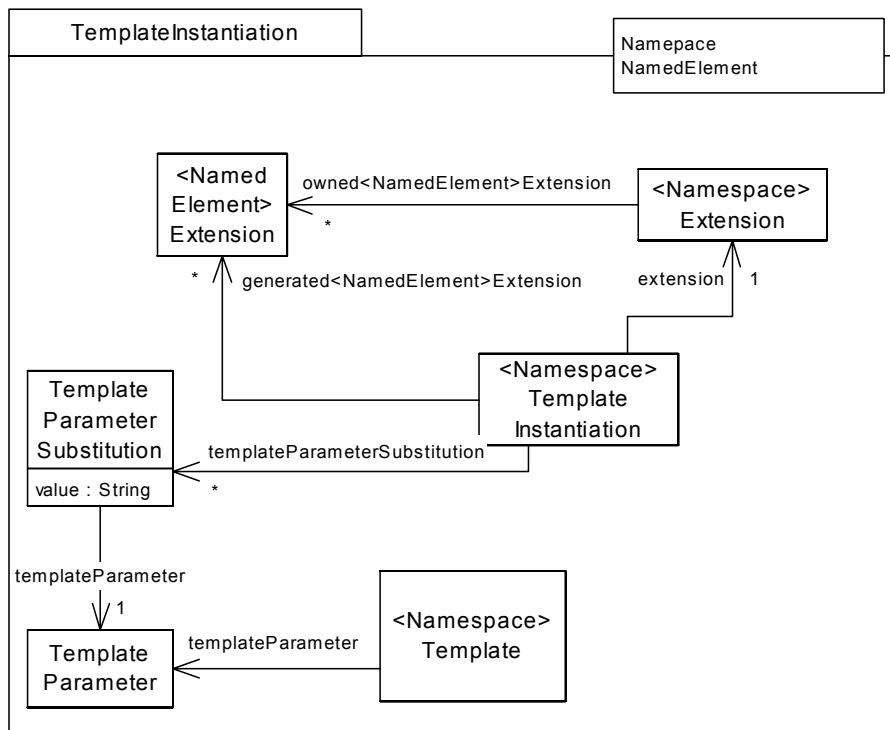 TemplateInstantiation
Namepace
NamedElement
<Named
Element>
Extension
owned<NamedElement>Extension
*
<Namespace>
Extension
*
generated<NamedElement>Extension
extension
1
<Namespace>
Template
Instantiation
Template
Parameter
Substitution
value : String
templateParameterSubstitution
*
templateParameter
1
Template
Parameter
templateParameter
<Namespace>
Template